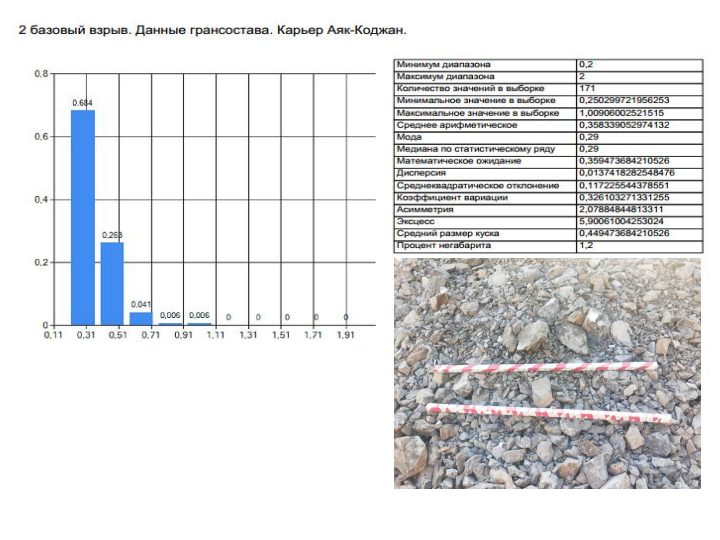 2 базовый взрыв. Данные грансостава. Карьер Аяк-Коджан.
0.8
0,6
0,4
0,2
0
0,684
0,263
0.041
0,006
0,006
0
0
0
0
0
0,11
0,31
0,51
0,71
0,91
1,11
1,31
1,51
1,71
1,91
Минимум диапазона 0,2
Максимум диапазона 2
Количество значений в выборке 171
Минимальное значение в выборке 0,250299721956253
Максимальное значение в выборке 1,00906002521515
Среднее арифметическое 0,358339052974132
Мода 0,29
Медиана по статистическому ряду 0,29
Математическое ожидание 0,359473684210526
Дисперсия 0,0137418282548476
Среднеквадратическое отклонение 0,117225544378551
Коэффициент вариации 0,326103271331255
Асимметрия 2,07884844813311
Эксцесс 5,90061004253024
Средний размер куска 0,449473684210526
Процент негабарита 1,2